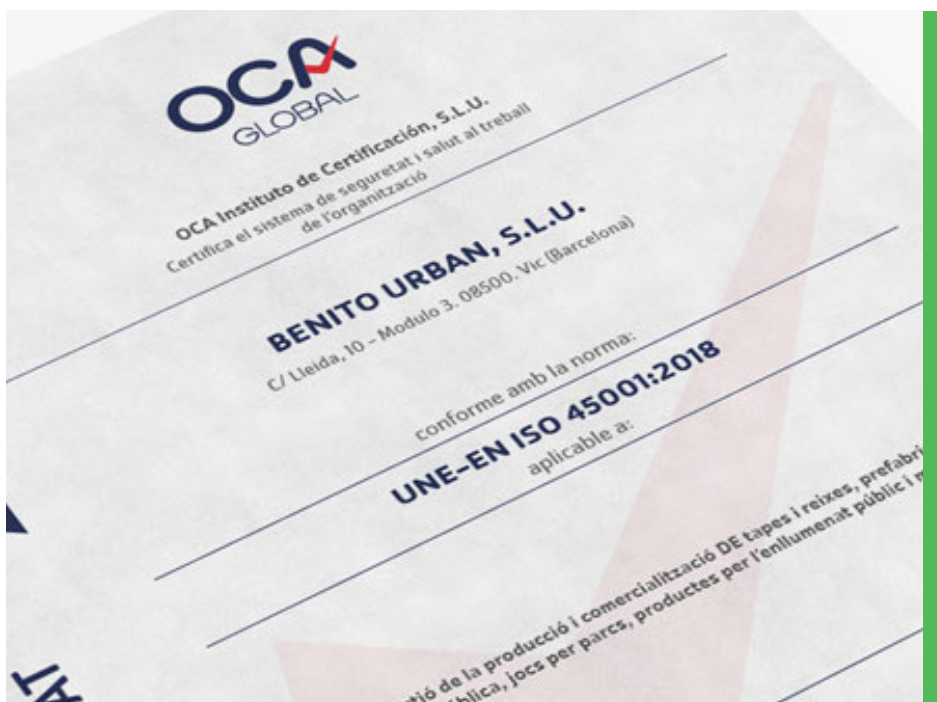 OCA
GLOBAL
OCA Instituto de Certificación, S.L.U.
Certifica el sistema de seguretat i salut al treball
de l'organització
BENITO URBAN, S.L.U.
C/ Lleida, 10 - Modulo 3. 08500. Vic (Barcelona)
conforme amb la norma:
UNE-EN ISO 45001:2018
aplicable a:
de la producció i comercialització DE tapes i reixes,
jocs per parcs, productes per l'enllumenat públic i